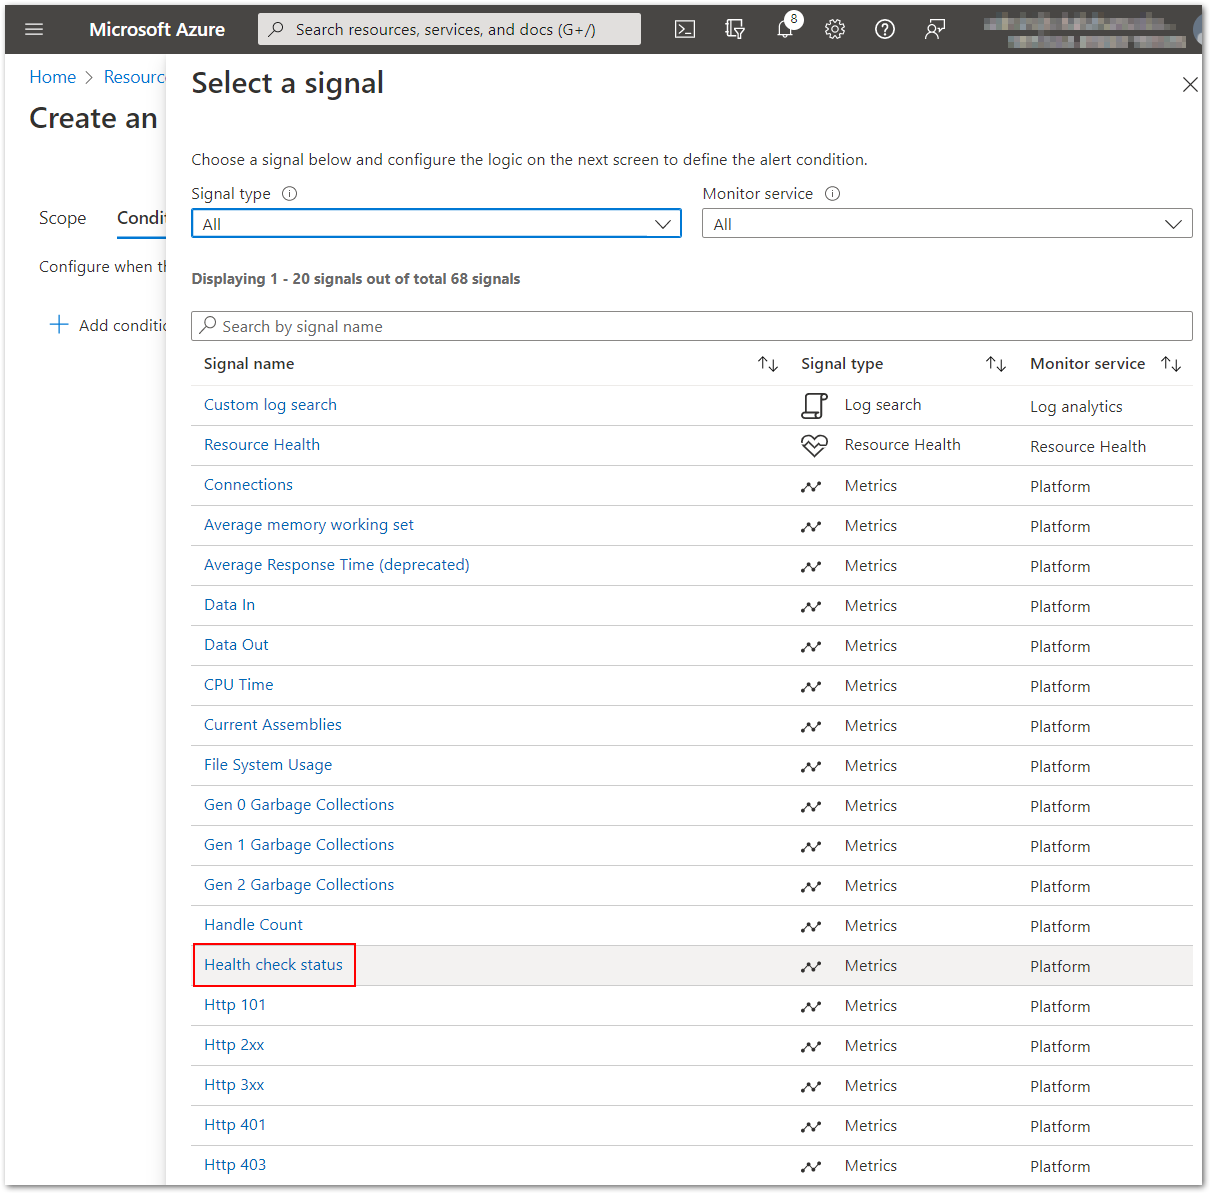 Microsoft Azure
Search resources, services, and docs (G+/)
8
Home > Resourc
Create an
Select a signal
Choose a signal below and configure the logic on the next screen to define the alert condition.
Signal type
Monitor service
All
All
Scope
Condit
Configure when th
Add conditio
Displaying 1 - 20 signals out of total 68 signals
Search by signal name
Signal name Signal type Monitor service
Custom log search Log search Log analytics
Resource Health Resource Health Resource Health
Connections Metrics Platform
Average memory working set Metrics Platform
Average Response Time (deprecated) Metrics Platform
Data In Metrics Platform
Data Out Metrics Platform
CPU Time Metrics Platform
Current Assemblies Metrics Platform
File System Usage Metrics Platform
Gen 0 Garbage Collections Metrics Platform
Gen 1 Garbage Collections Metrics Platform
Gen 2 Garbage Collections Metrics Platform
Handle Count Metrics Platform
Health check status Metrics Platform
Http 101 Metrics Platform
Http 2xx Metrics Platform
Http 3xx Metrics Platform
Http 401 Metrics Platform
Http 403 Metrics Platform